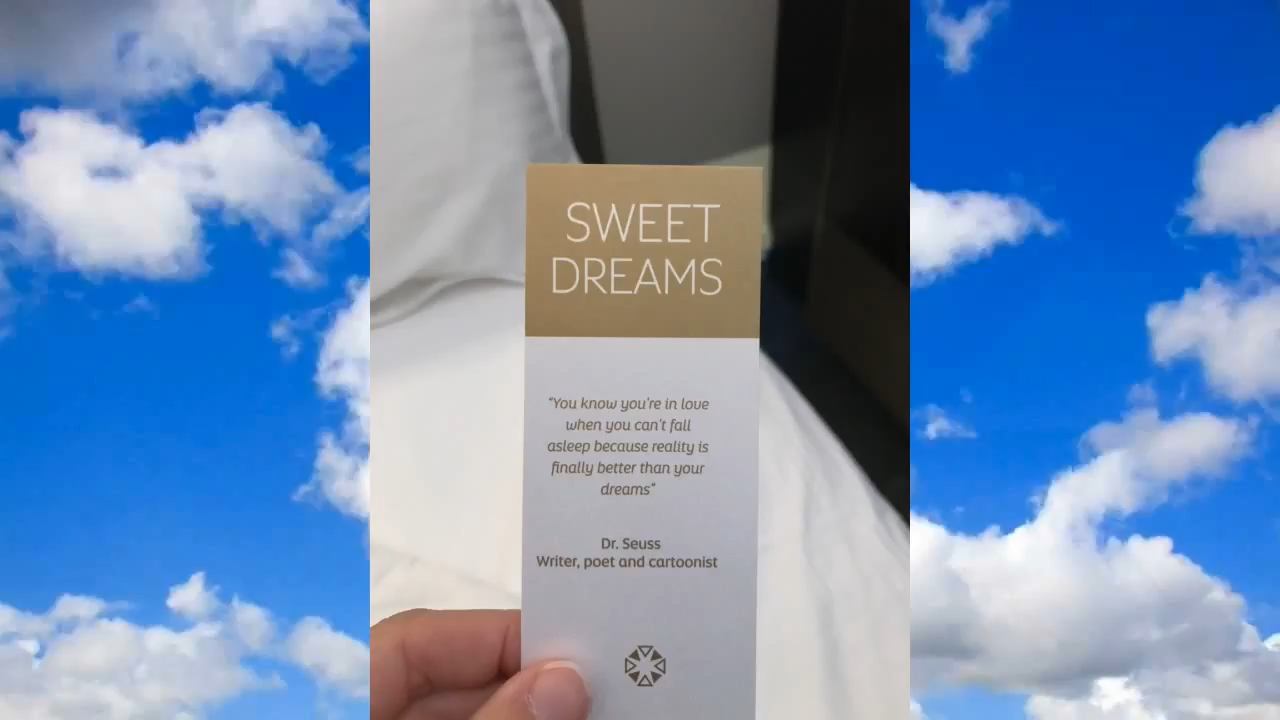 SWEET
DREAMS
"You know you're in love
when you can't fall
asleep because reality is
finally better than your
dreams"
Dr. Seuss
Writer, poet and cartoonist